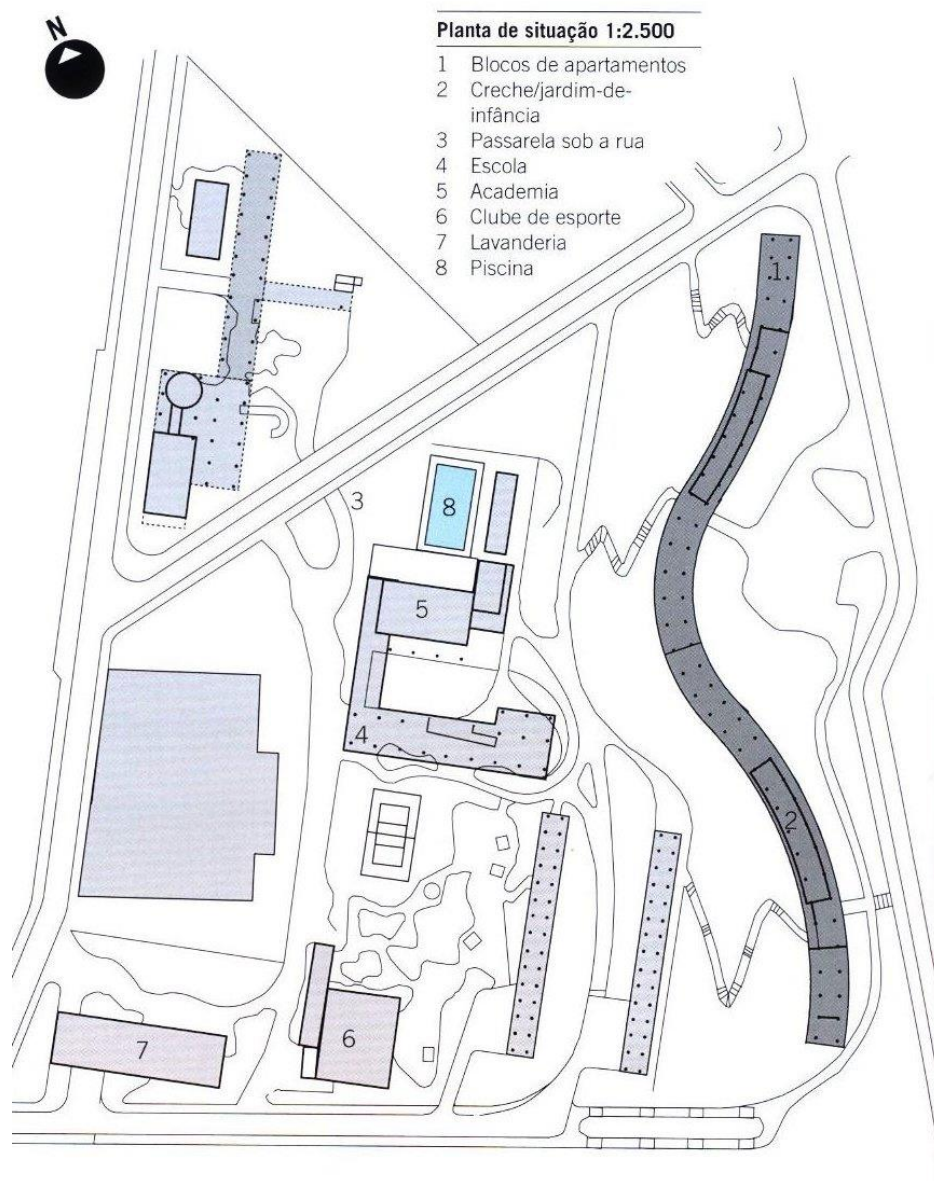 N
Planta de situação 1:2.500
1 Blocos de apartamentos
2 Creche/jardim-de-
infância
3 Passarela sob a rua
4 Escola
5 Academia
6 Clube de esporte
7 Lavanderia
8 Piscina
1
3
8
5
4
2
6
7